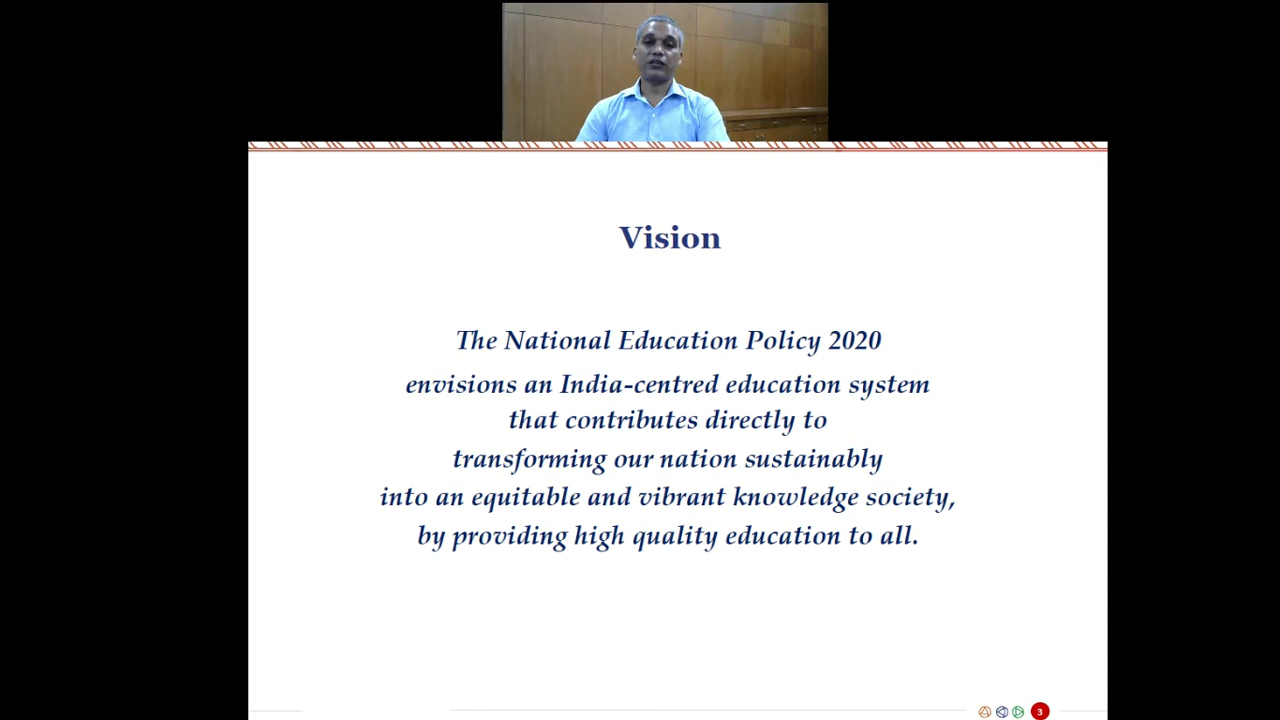 Vision
The National Education Policy 2020
envisions an India-centred education system
that contributes directly to
transforming our nation sustainably
into an equitable and vibrant knowledge society,
by providing high quality education to all.
3